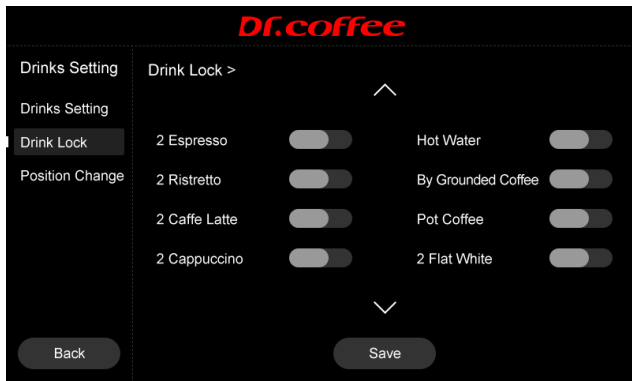 Dr.coffee
Drinks Setting
Drinks Setting
Drink Lock
Position Change
Back
Drink Lock >
2 Espresso
Hot Water
2 Ristretto
By Grounded Coffee
2 Caffe Latte
Pot Coffee
2 Cappuccino
2 Flat White
Save